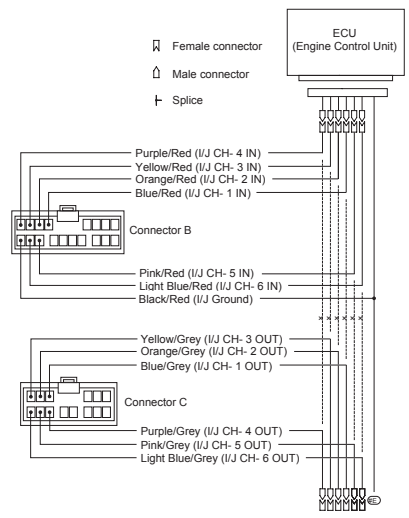 ECU
(Engine Control Unit)
Female connector
Male connector
Splice
Purple/Red (I/J CH- 4 IN)
Yellow/Red (I/J CH- 3 IN)
Orange/Red (I/J CH- 2 IN)
Blue/Red (I/J CH- 1 IN)
Connector B
Pink/Red (I/J CH- 5 IN)
Light Blue/Red (I/J CH- 6 IN)
Black/Red (I/J Ground)
Yellow/Grey (I/J CH- 3 OUT)
Orange/Grey (I/J CH- 2 OUT)
Blue/Grey (I/J CH- 1 OUT)
Connector C
Purple/Grey (I/J CH- 4 OUT)
Pink/Grey (I/J CH- 5 OUT)
Light Blue/Grey (I/J CH- 6 OUT)